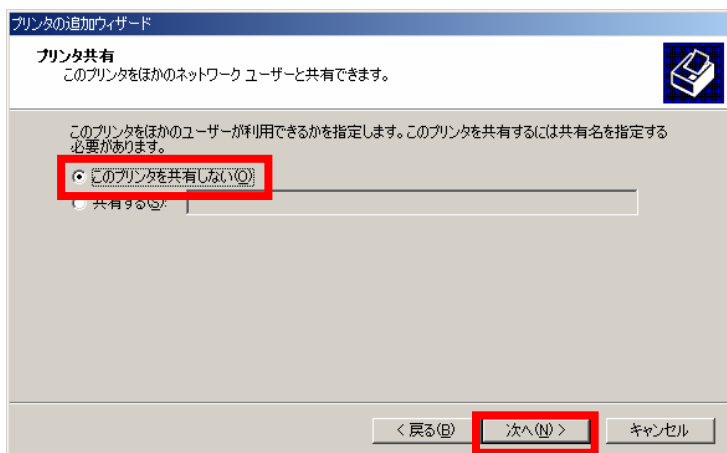 プリンタの追加ウィザード
プリンタ共有
このプリンタをほかのネットワーク ユーザーと共有できます。
このプリンタをほかのユーザーが利用できるかを指定します。このプリンタを共有するには共有名を指定する
必要があります。
このプリンタを共有しない(O)
共有する(S):
< 戻る(B)
次へ(N) >
キャンセル